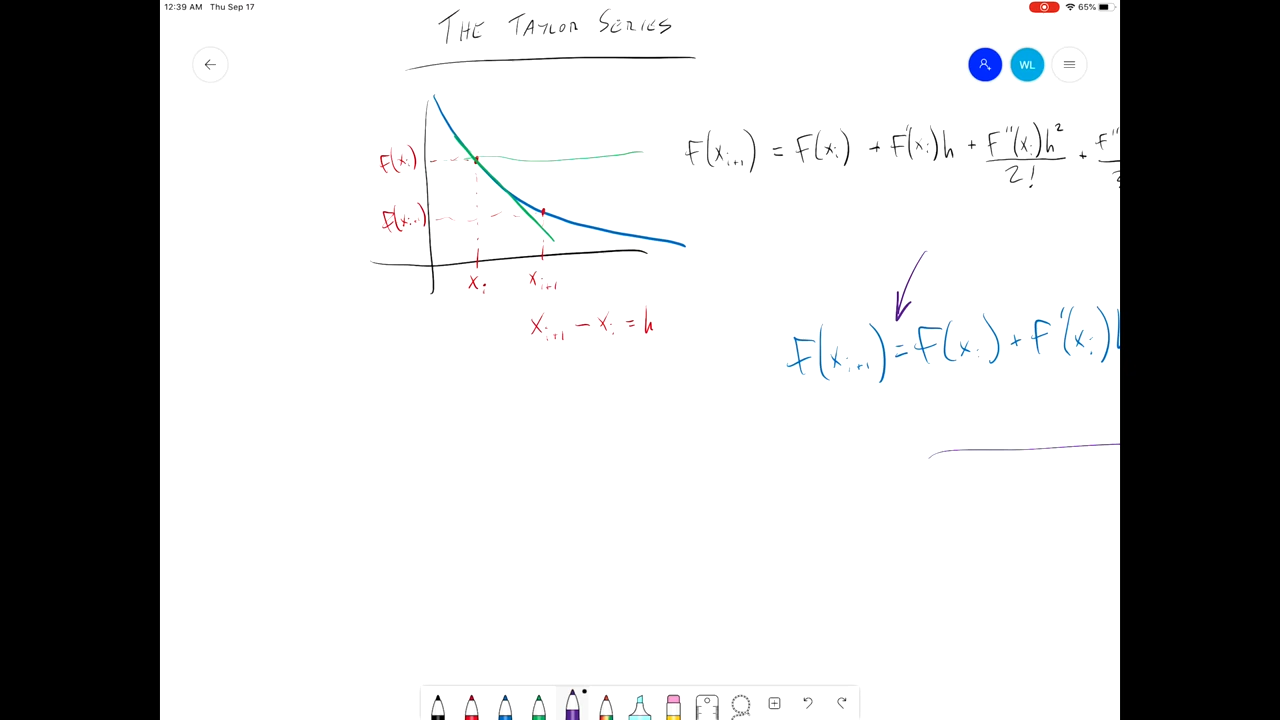 12:39 AM Thu Sep 17
65%
THE TAYLOR SERIES
WL
F(xᵢ)
F(xᵢ₊₁) = F(xᵢ) + F'(xᵢ)h + F''(xᵢ)h² / 2! + F'''
F(xᵢ₊₁)
xᵢ
xᵢ₊₁
xᵢ₊₁ - xᵢ = h
F(xᵢ₊₁) = F(xᵢ) + F'(xᵢ)